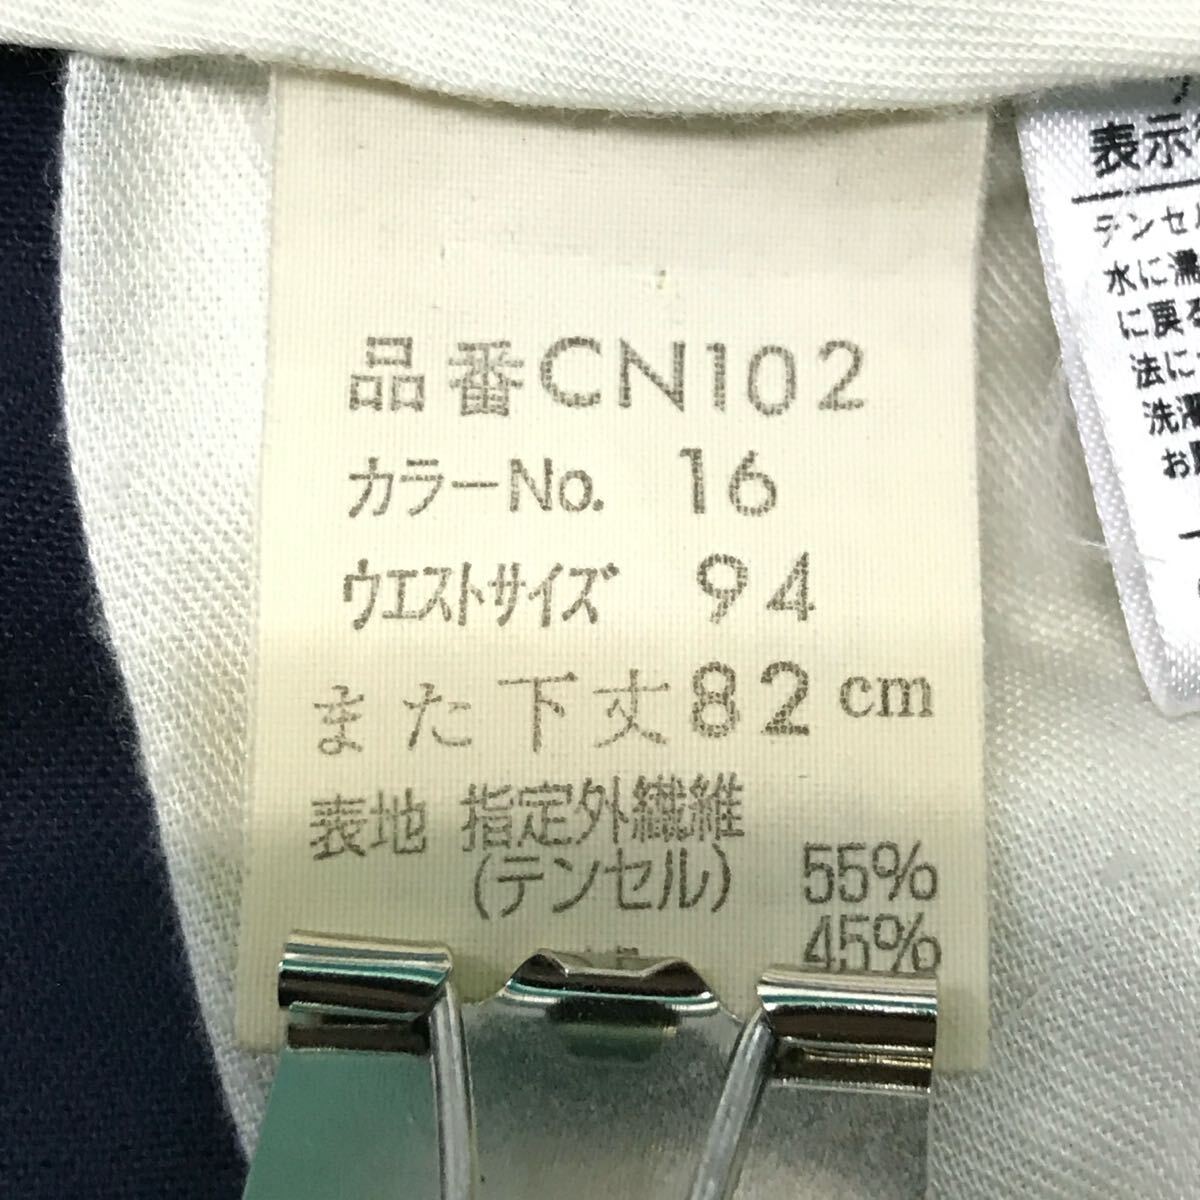 品番CN102
カラーNo. 16
ウエストサイズ 94
また下丈82cm
表地 指定外繊維
(テンセル) 55%
45%
表示
テンセル
水に濡
に戻る
法に
洗濯
お